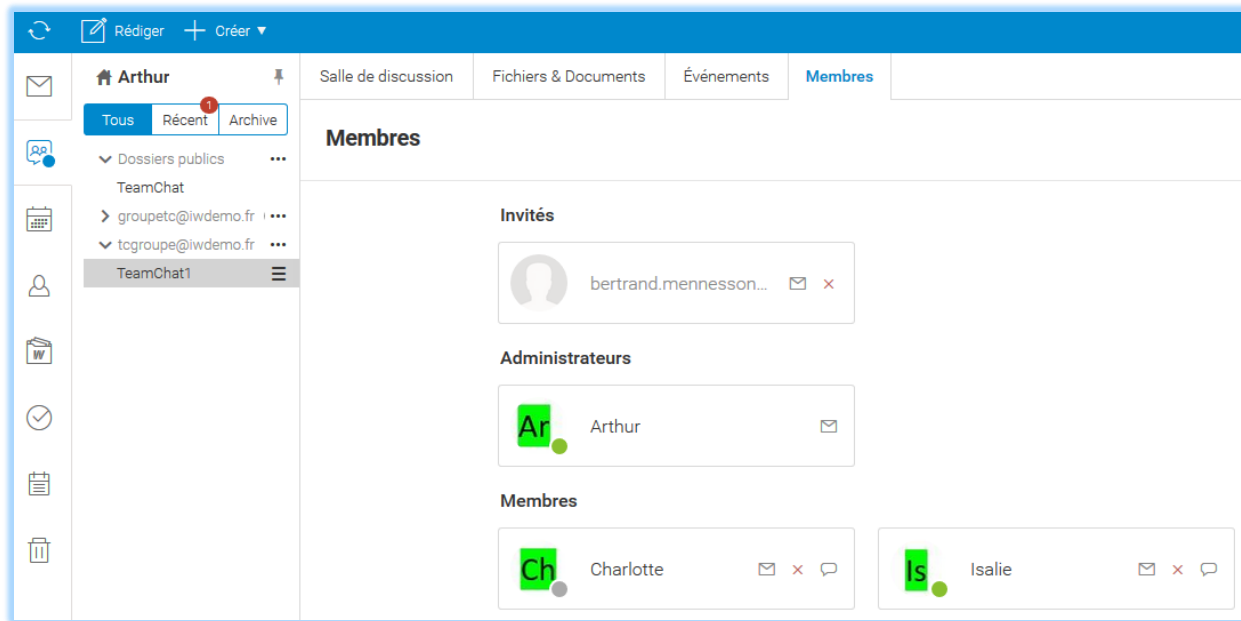 Rédiger
Créer
Arthur
Tous
Récent
1
Archive
Dossiers publics
TeamChat
groupetc@iwdemo.fr
tcgroupe@iwdemo.fr
TeamChat1
Salle de discussion
Fichiers & Documents
Événements
Membres
Membres
Invités
bertrand.mennesson...
Administrateurs
Ar
Arthur
Membres
Ch
Charlotte
Is
Isalie
W